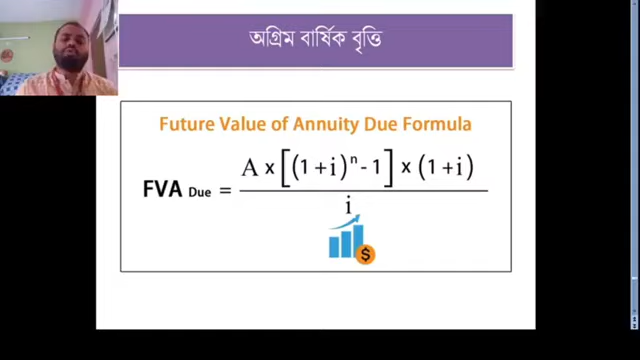 অগ্রিম বার্ষিক বৃত্তি
Future Value of Annuity Due Formula
FVA Due = A x [(1+i)ⁿ - 1] x (1+i)
i
$